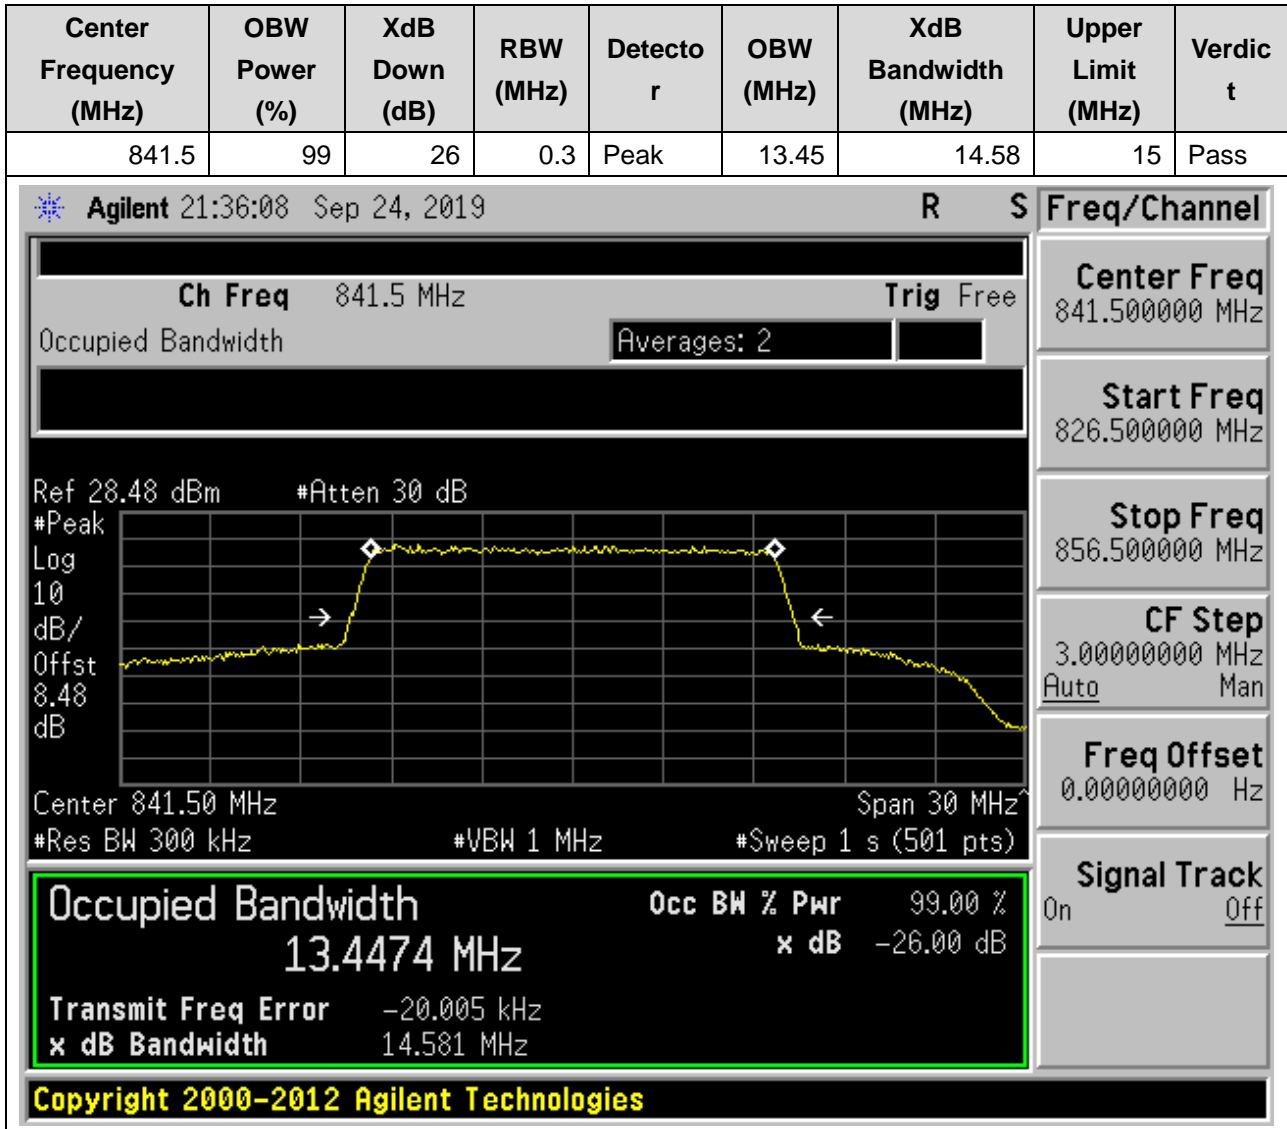 Center Frequency (MHz) OBW Power (%) XdB Down (dB) RBW (MHz) Detecto r OBW (MHz) XdB Bandwidth (MHz) Upper Limit (MHz) Verdic t
841.5 99 26 0.3 Peak 13.45 14.58 15 Pass
Agilent 21:36:08 Sep 24, 2019 R S
Ch Freq 841.5 MHz Trig Free
Occupied Bandwidth Averages: 2
Ref 28.48 dBm #Atten 30 dB
#Peak
Log
10
dB/
Offst
8.48
dB
Center 841.50 MHz Span 30 MHz^
#Res BW 300 kHz #VBW 1 MHz #Sweep 1 s (501 pts)
Occupied Bandwidth Occ BW % Pwr 99.00 %
13.4474 MHz x dB -26.00 dB
Transmit Freq Error -20.005 kHz
x dB Bandwidth 14.581 MHz
Copyright 2000-2012 Agilent Technologies
Freq/Channel
Center Freq
841.500000 MHz
Start Freq
826.500000 MHz
Stop Freq
856.500000 MHz
CF Step
3.00000000 MHz
Auto Man
Freq Offset
0.00000000 Hz
Signal Track
On Off